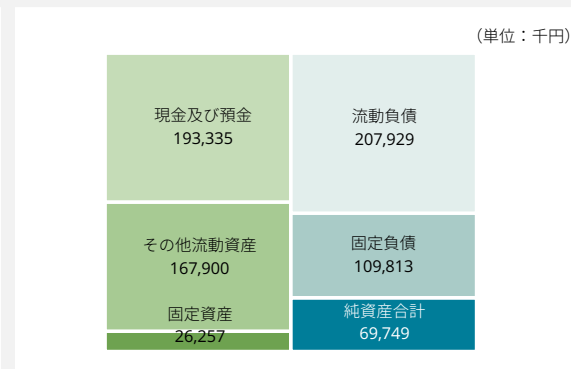 （単位：千円）
現金及び預金
193,335
その他流動資産
167,900
固定資産
26,257
流動負債
207,929
固定負債
109,813
純資産合計
69,749